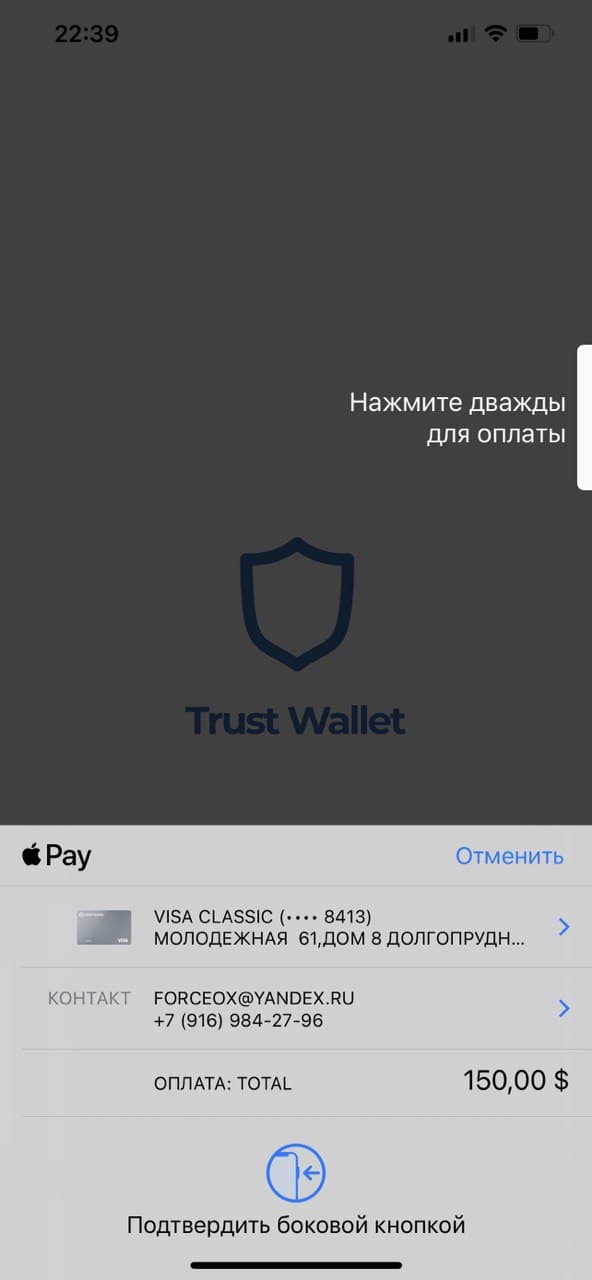 22:39
Нажмите дважды
для оплаты
Trust Wallet
Pay
Отменить
VISA CLASSIC (•••• 8413)
МОЛОДЕЖНАЯ 61,ДОМ 8 ДОЛГОПРУДН...
КОНТАКТ
FORCEOX@YANDEX.RU
+7 (916) 984-27-96
ОПЛАТА: TOTAL
150,00 $
Подтвердить боковой кнопкой